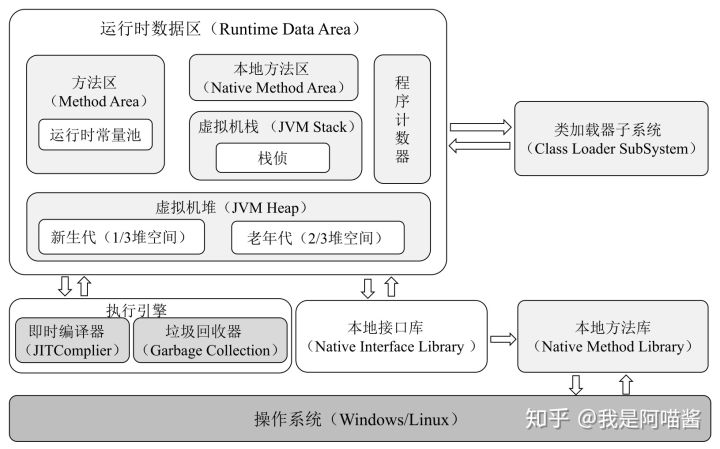 运行时数据区（Runtime Data Area）
方法区
（Method Area）
运行时常量池
本地方法区
（Native Method Area）
虚拟机栈（JVM Stack）
栈侦
程
序
计
数
器
类加载器子系统
（Class Loader SubSystem）
虚拟机堆（JVM Heap）
新生代（1/3堆空间）
老年代（2/3堆空间）
执行引擎
即时编译器
（JITComplier）
垃圾回收器
（Garbage Collection）
本地接口库
（Native Interface Library ）
本地方法库
（Native Method Library）
操作系统（Windows/Linux）
知乎 @我是阿喵酱